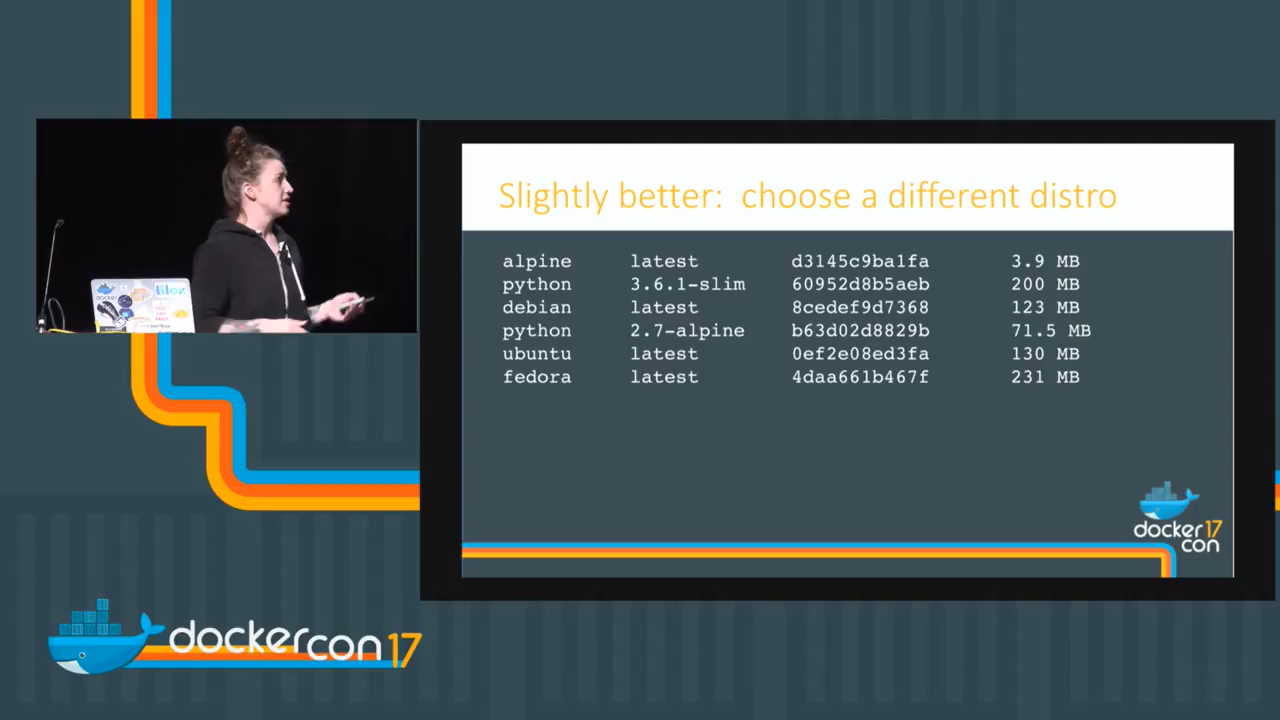 Slightly better: choose a different distro
alpine latest d3145c9ba1fa 3.9 MB
python 3.6.1-slim 60952d8b5aeb 200 MB
debian latest 8cedef9d7368 123 MB
python 2.7-alpine b63d02d8829b 71.5 MB
ubuntu latest 0ef2e08ed3fa 130 MB
fedora latest 4daa661b467f 231 MB
docker 17
con
dockercon 17